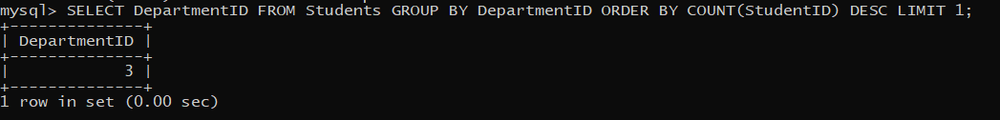 mysql> SELECT DepartmentID FROM Students GROUP BY DepartmentID ORDER BY COUNT(StudentID) DESC LIMIT 1;
+--------------+
| DepartmentID |
+--------------+
|            3 |
+--------------+
1 row in set (0.00 sec)